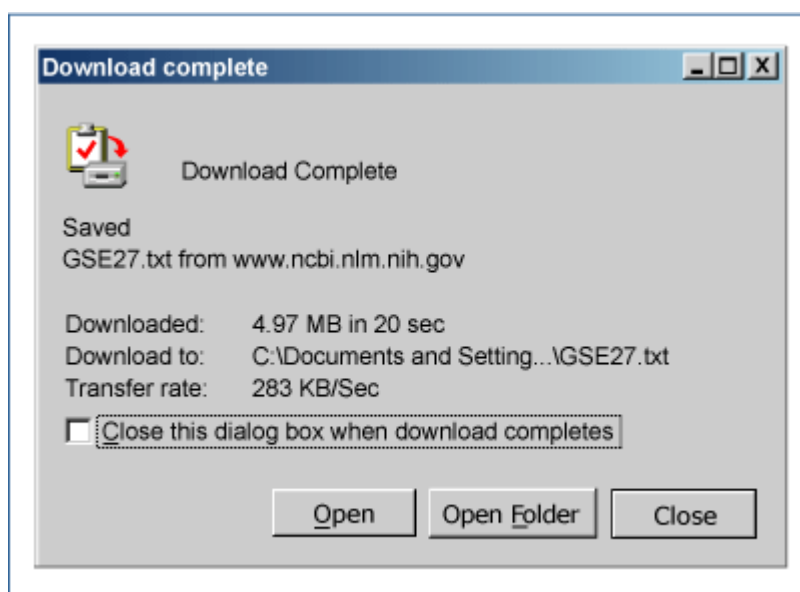 Download complete
Download Complete
Saved
GSE27.txt from www.ncbi.nlm.nih.gov
Downloaded: 4.97 MB in 20 sec
Download to: C:\Documents and Setting...\GSE27.txt
Transfer rate: 283 KB/Sec
Close this dialog box when download completes
Open Open Folder Close